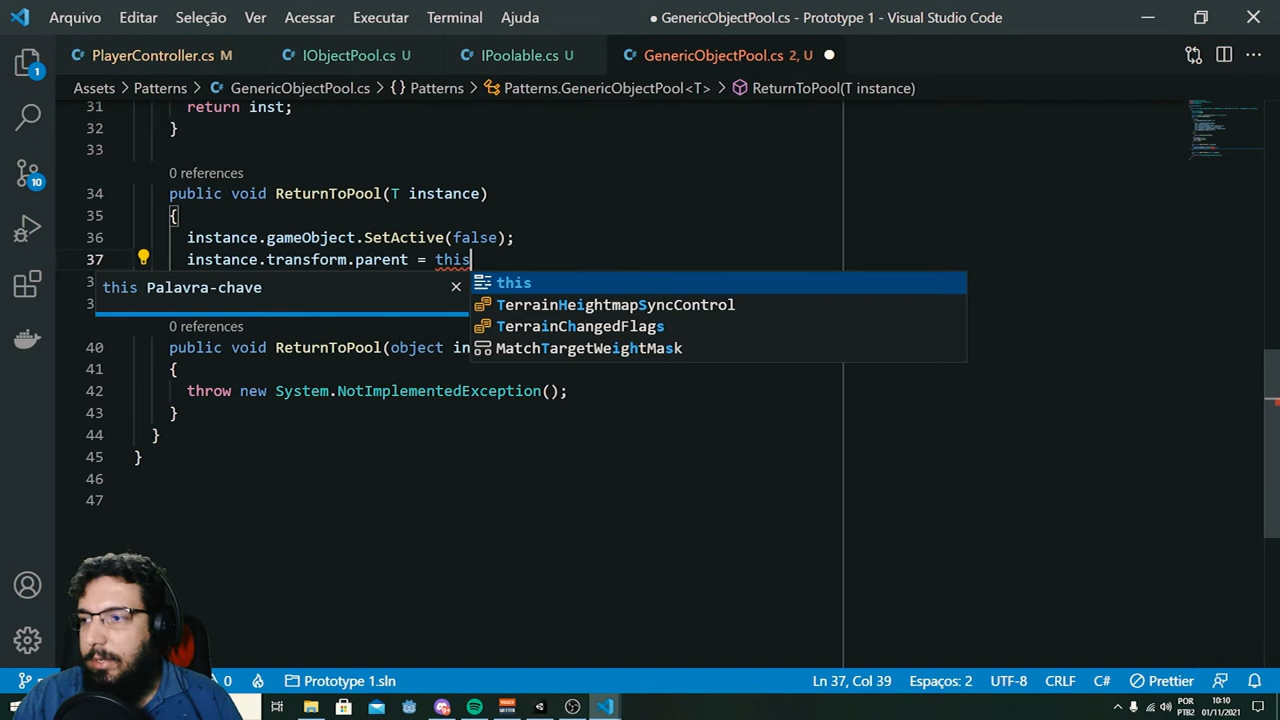 Arquivo Editar Seleção Ver Acessar Executar Terminal Ajuda ● GenericObjectPool.cs - Prototype 1 - Visual Studio Code
PlayerController.cs M IObjectPool.cs U IPoolable.cs U GenericObjectPool.cs 2, U
1
Assets > Patterns > GenericObjectPool.cs > {} Patterns > Patterns.GenericObjectPool<T> > ReturnToPool(T instance)
31 return inst;
32 }
33
0 references
34 public void ReturnToPool(T instance)
35 {
36 instance.gameObject.SetActive(false);
37 instance.transform.parent = this
this Palavra-chave
this
TerrainHeightmapSyncControl
TerrainChangedFlags
MatchTargetWeightMask
10
3
3
0 references
40 public void ReturnToPool(object in
41 {
42 throw new System.NotImplementedException();
43 }
44 }
45 }
46
47
0 Prototype 1.sln Ln 37, Col 39 Espaços: 2 UTF-8 CRLF C# Prettier
POR
PTB2
10:10
01/11/2021